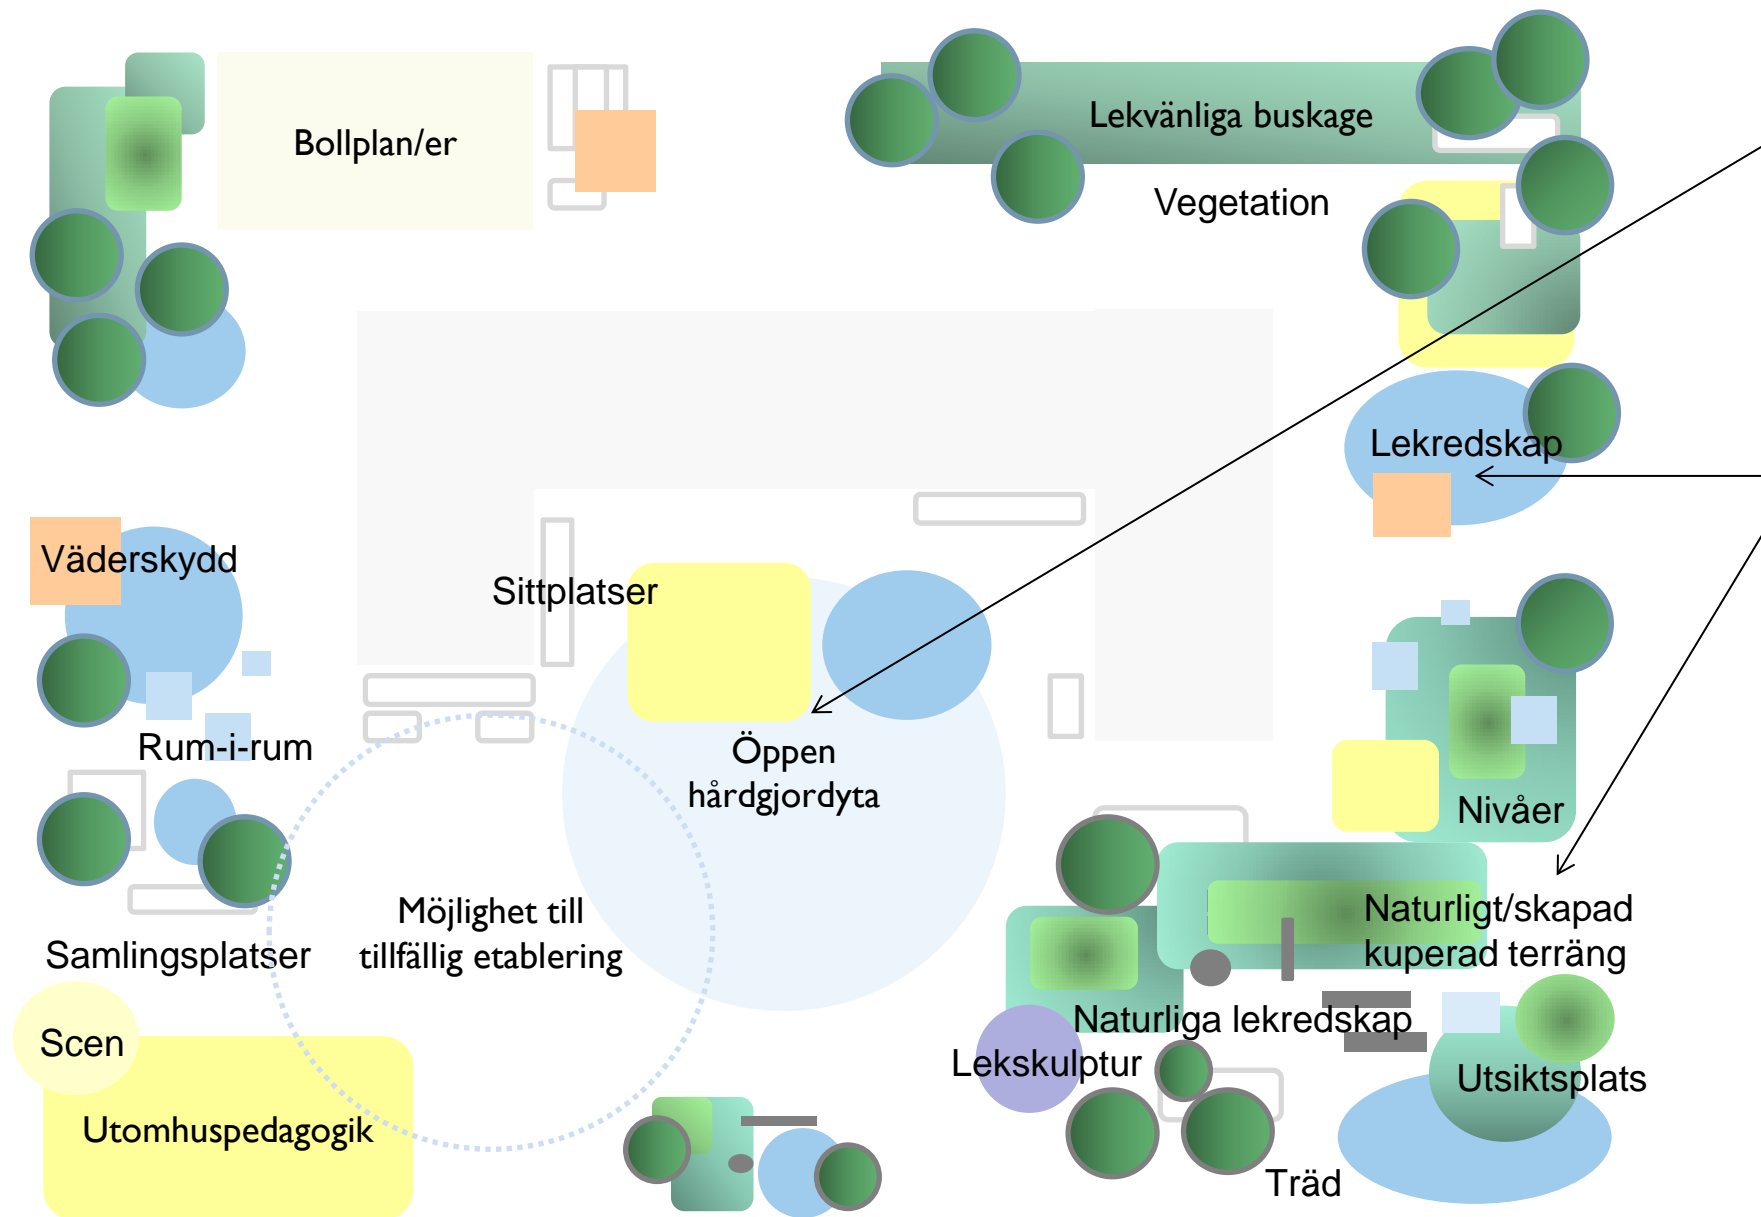 Bollplan/er
Lekvänliga buskage
Vegetation
Lekredskap
Väderskydd
Sittplatser
Rum-i-rum
Öppen
hårdgjordyta
Nivåer
Möjlighet till
tillfällig etablering
Naturligt/skapad
kuperad terräng
Samlingsplatser
Naturliga lekredskap
Scen
Lekskulptur
Utsiktsplats
Utomhuspedagogik
Träd